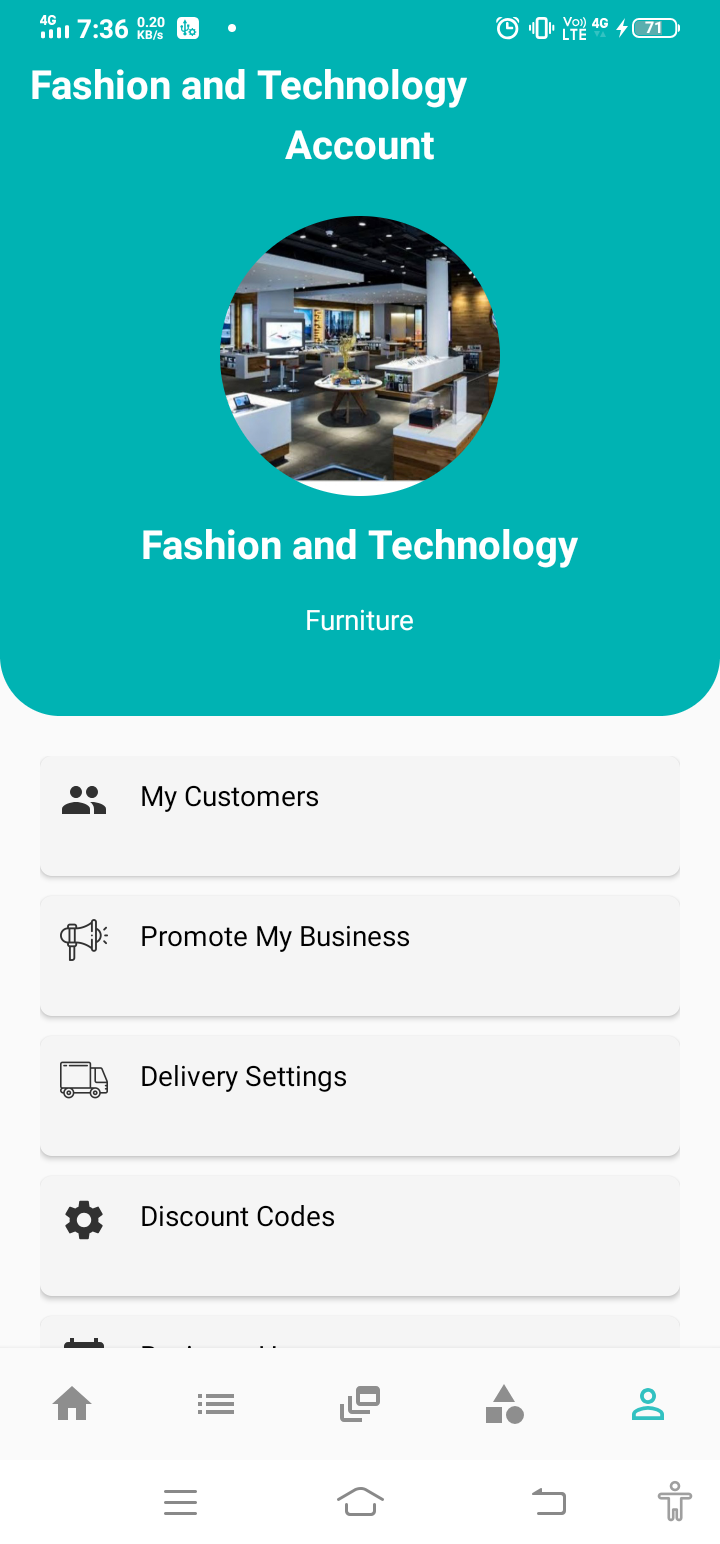 4G 7:36 0.20 KB/s Vo)) LTE 4G 71
Fashion and Technology
Account
Fashion and Technology
Furniture
My Customers
Promote My Business
Delivery Settings
Discount Codes